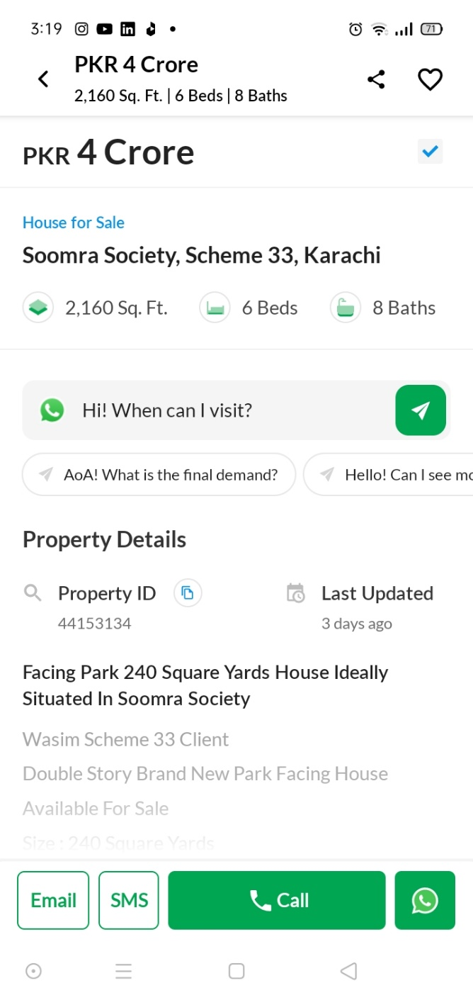 3:19
71
PKR 4 Crore
2,160 Sq. Ft. | 6 Beds | 8 Baths
PKR 4 Crore
House for Sale
Soomra Society, Scheme 33, Karachi
2,160 Sq. Ft. 6 Beds 8 Baths
Hi! When can I visit?
AoA! What is the final demand? Hello! Can I see mo
Property Details
Property ID Last Updated
44153134 3 days ago
Facing Park 240 Square Yards House Ideally
Situated In Soomra Society
Wasim Scheme 33 Client
Double Story Brand New Park Facing House
Available For Sale
Size : 240 Square Yards
Email SMS Call